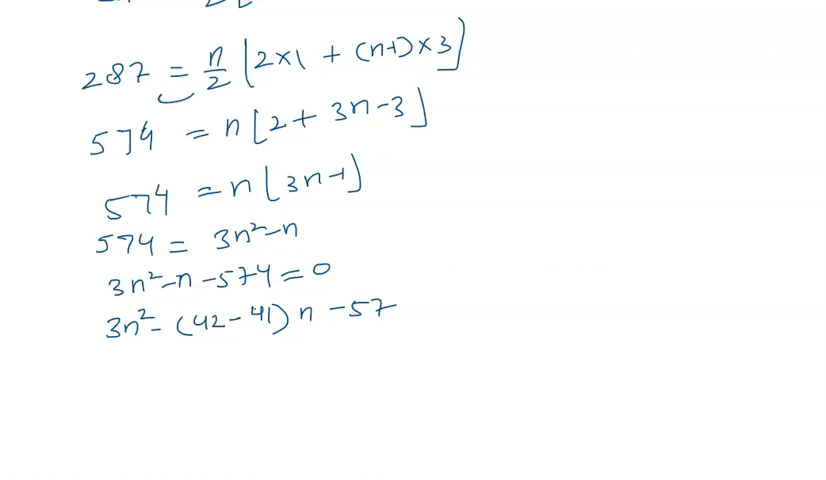 287 = n/2 [2×1 + (n-1)×3]
574 = n[2 + 3n-3]
574 = n[3n-1]
574 = 3n²-n
3n²-n-574=0
3n²-(42-41)n-57